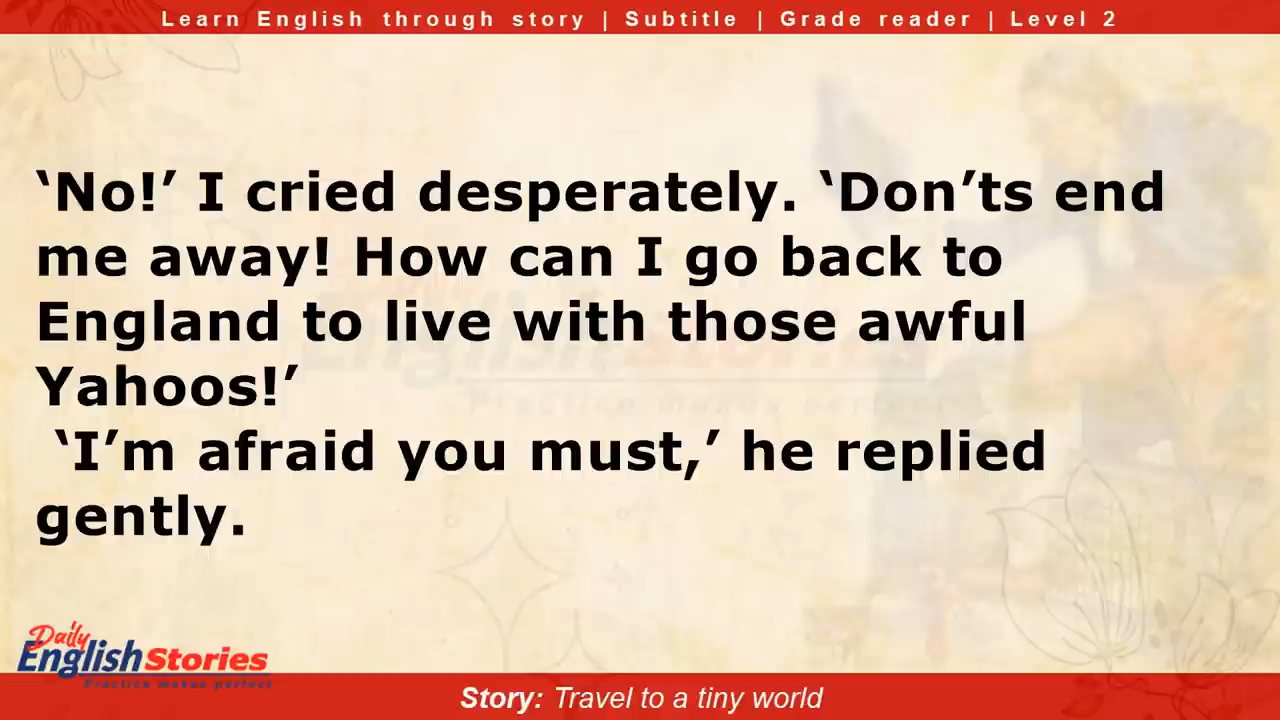 Learn English through story | Subtitle | Grade reader | Level 2
‘No!’ I cried desperately. ‘Don’ts end
me away! How can I go back to
England to live with those awful
Yahoos!’
‘I’m afraid you must,’ he replied
gently.
Daily
English Stories
Practice makes perfect
Story: Travel to a tiny world